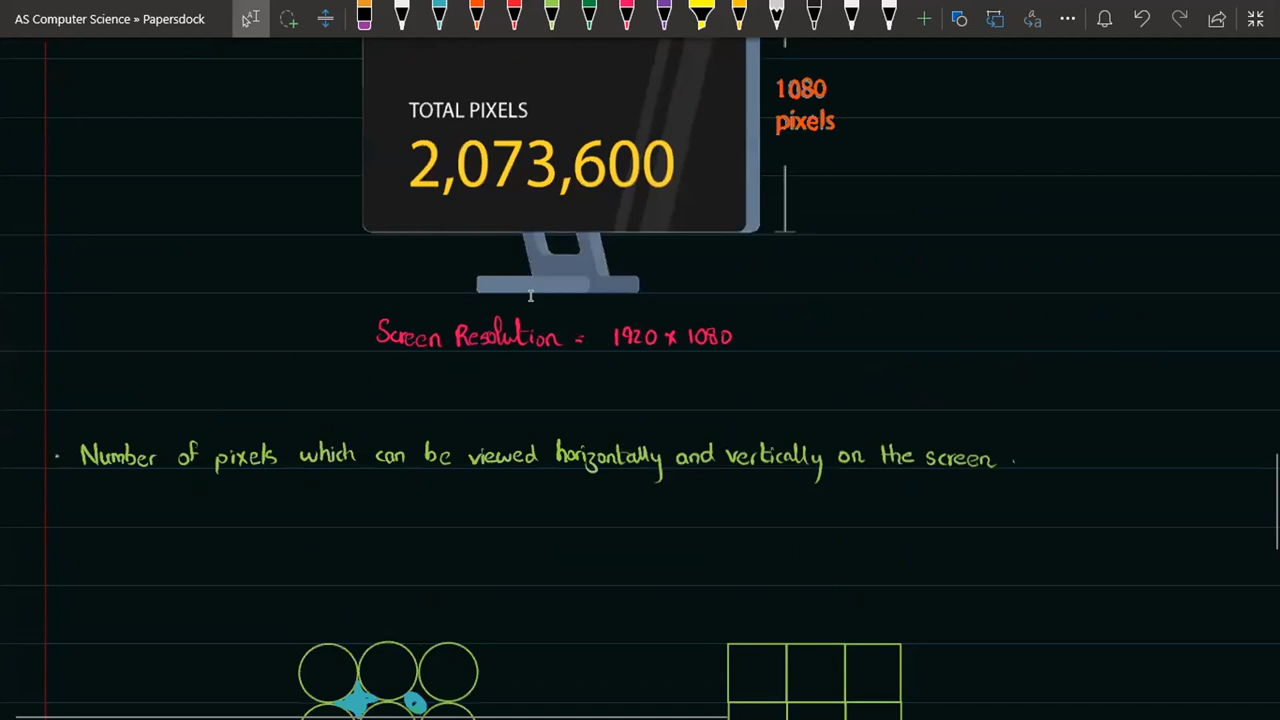 AS Computer Science » Papersdock
1080
pixels
TOTAL PIXELS
2,073,600
Screen Resolution = 1920 x 1080
· Number of pixels which can be viewed horizontally and vertically on the screen .